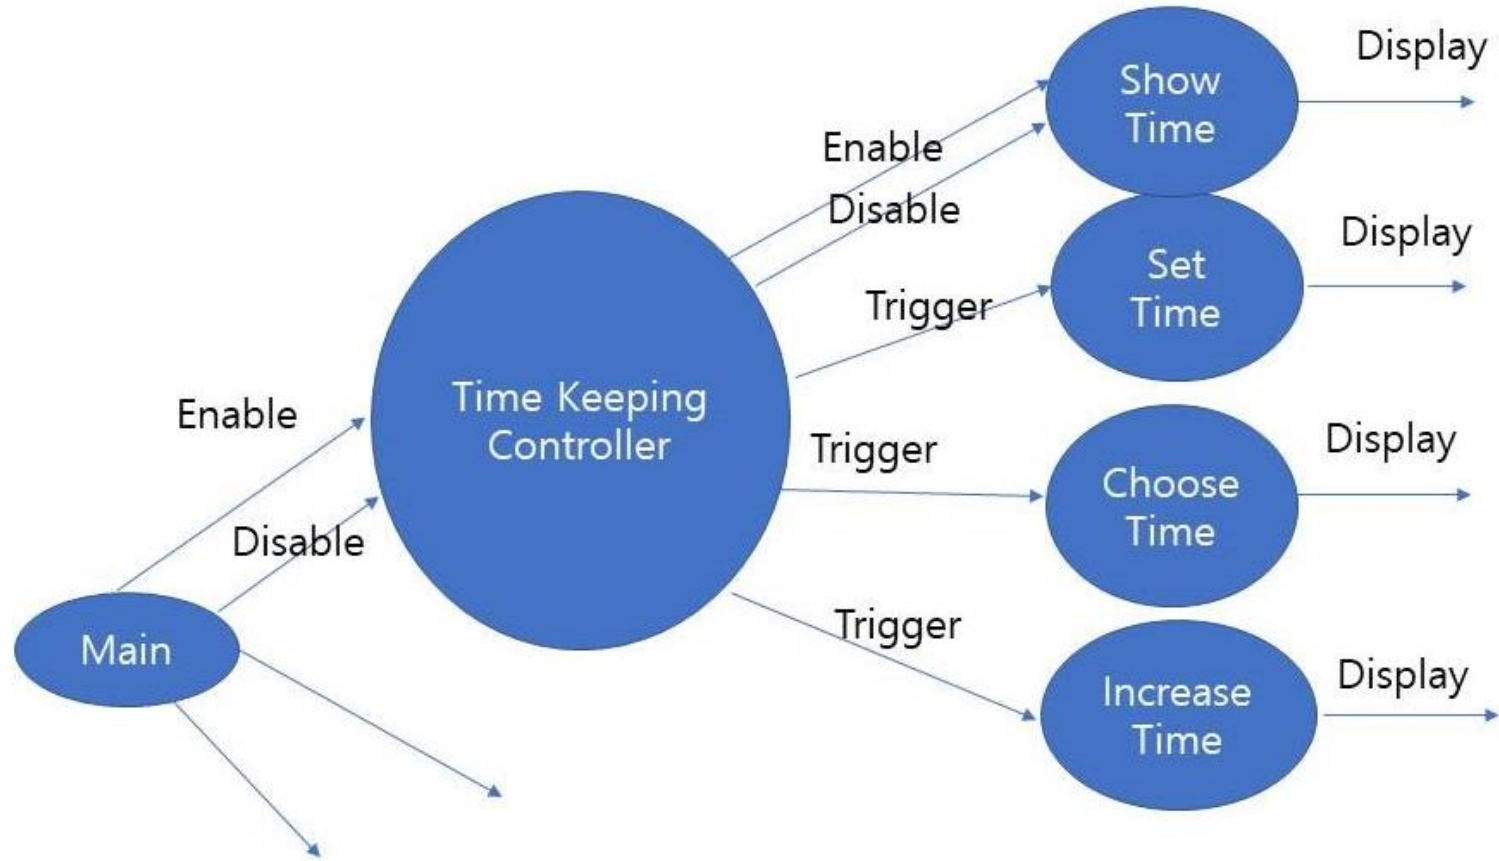 Show
Time
Display
Enable
Disable
Set
Time
Display
Trigger
Time Keeping
Controller
Enable
Trigger
Choose
Time
Display
Disable
Main
Trigger
Increase
Time
Display